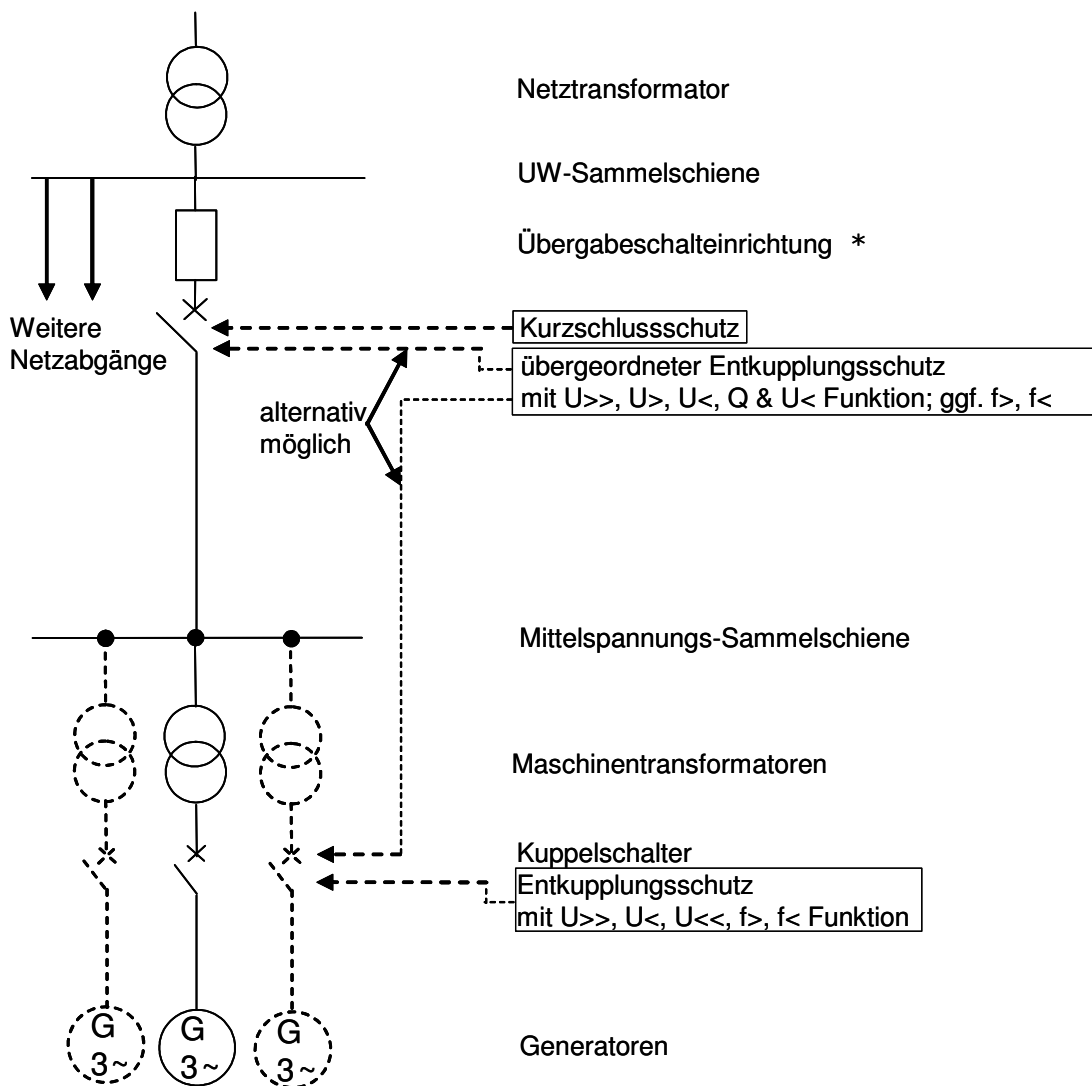 Netztransformator
UW-Sammelschiene
Übergabeschalteinrichtung *
Weitere
Netzabgänge
Kurzschlussschutz
übergeordneter Entkupplungsschutz
mit U>>, U>, U<, Q & U< Funktion; ggf. f>, f<
alternativ
möglich
Mittelspannungs-Sammelschiene
Maschinentransformatoren
Kuppelschalter
Entkupplungsschutz
mit U>>, U<, U<<, f>, f< Funktion
G
3~
G
3~
G
3~
Generatoren